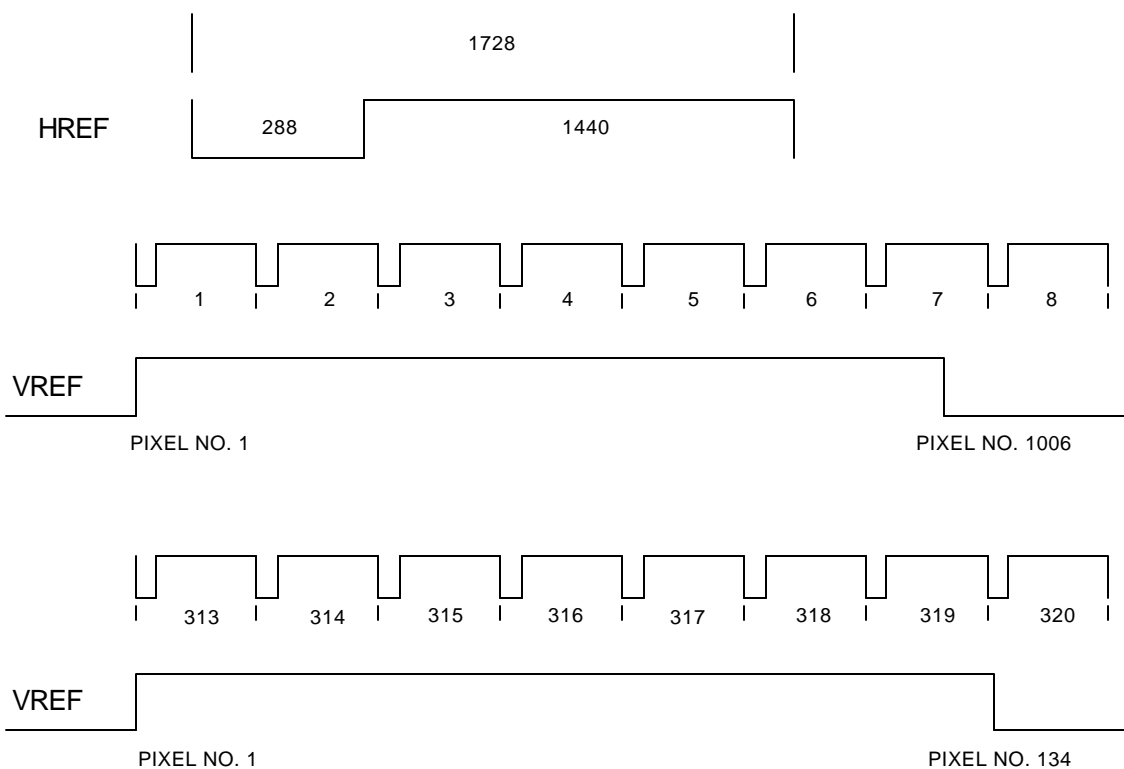 1728
HREF 288 1440
1 2 3 4 5 6 7 8
VREF
PIXEL NO. 1 PIXEL NO. 1006
313 314 315 316 317 318 319 320
VREF
PIXEL NO. 1 PIXEL NO. 134